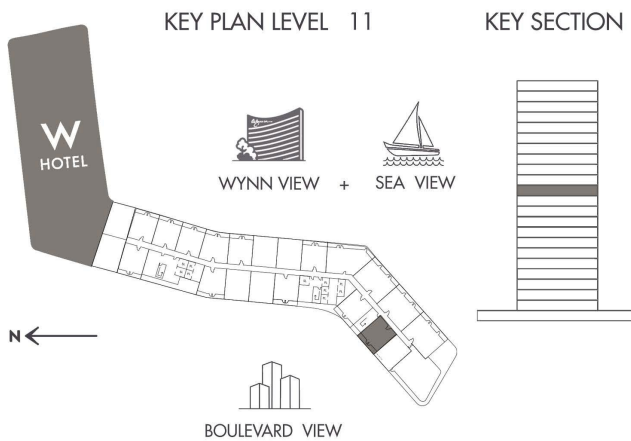 KEY PLAN LEVEL 11
KEY SECTION
W
HOTEL
WYNN VIEW + SEA VIEW
N
BOULEVARD VIEW